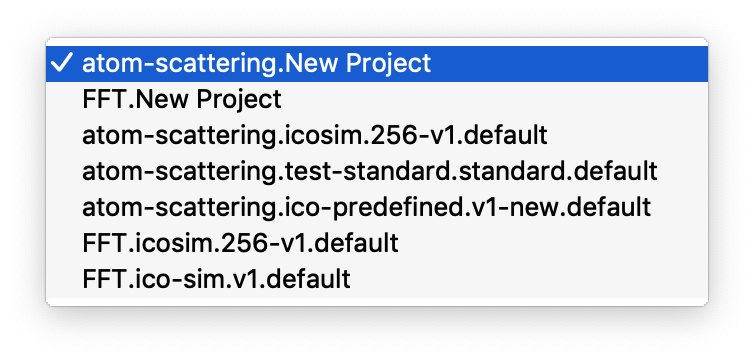 ✓ atom-scattering.New Project
FFT.New Project
atom-scattering.icosim.256-v1.default
atom-scattering.test-standard.standard.default
atom-scattering.ico-predefined.v1-new.default
FFT.icosim.256-v1.default
FFT.ico-sim.v1.default